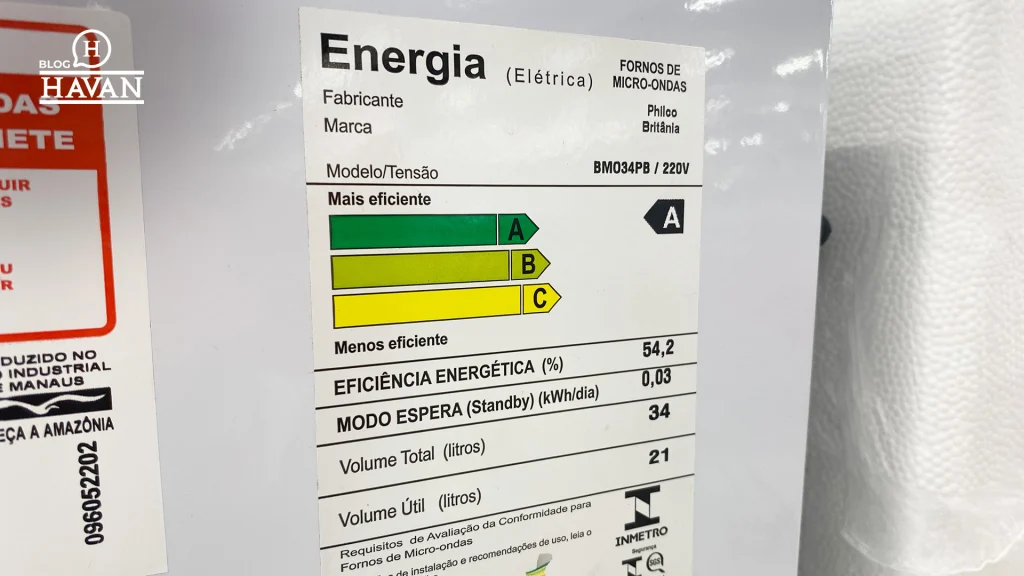 BLOG
HAVAN
DAS
METE
UIR
S
U
R
DUZIDO NO
INDUSTRIAL
E MANAUS
EÇA A AMAZÔNIA
096052202
Energia (Elétrica)
FORNOS DE
MICRO-ONDAS
Fabricante Philco
Marca Britânia
Modelo/Tensão BMO34PB / 220V
Mais eficiente
A A
B
C
Menos eficiente
EFICIÊNCIA ENERGÉTICA (%) 54,2
MODO ESPERA (Standby) (kWh/dia) 0,03
Volume Total (litros) 34
Volume Útil (litros) 21
Requisitos de Avaliação da Conformidade para
Fornos de Micro-ondas
de instalação e recomendações de uso, leia o
INMETRO
Segurança
SGS